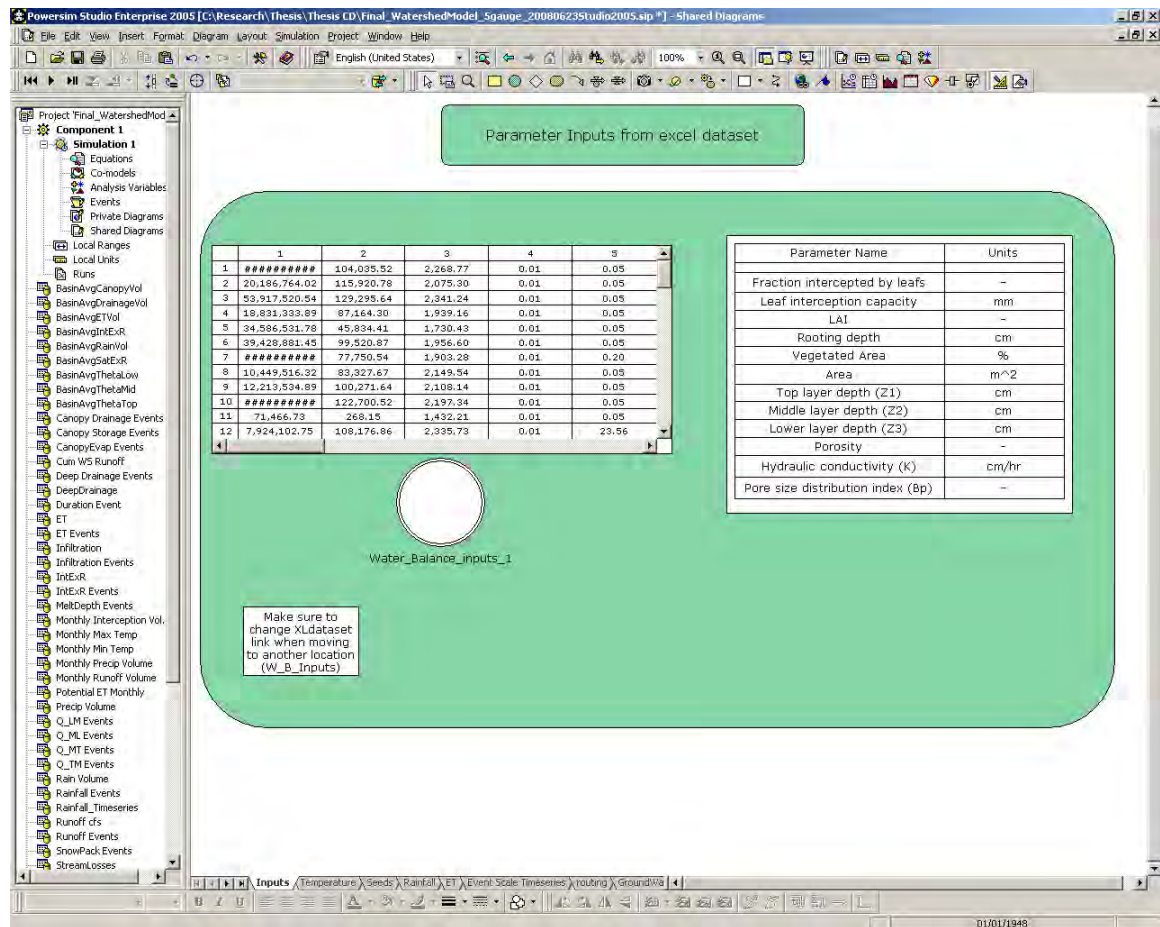 Powersim Studio Enterprise 2005 [C:\Research\Thesis\Thesis CD\Final_WatershedModel_5gauge_20080623Studio2005.sip *] - Shared Diagrams
File Edit View Insert Format Diagram Layout Simulation Project Window Help
English (United States)
100%
Project 'Final_WatershedMod
Component 1
Simulation 1
Equations
Co-models
Analysis Variables
Events
Private Diagrams
Shared Diagrams
Local Ranges
Local Units
Runs
BasinAvgCanopyVol
BasinAvgDrainageVol
BasinAvgETVol
BasinAvgIntExR
BasinAvgRainVol
BasinAvgSatExR
BasinAvgThetaLow
BasinAvgThetaMid
BasinAvgThetaTop
Canopy Drainage Events
Canopy Storage Events
CanopyEvap Events
Cum WS Runoff
Deep Drainage Events
DeepDrainage
Duration Event
ET
ET Events
Infiltration
Infiltration Events
IntExR
IntExR Events
MeltDepth Events
Monthly Interception Vol.
Monthly Max Temp
Monthly Min Temp
Monthly Precip Volume
Monthly Runoff Volume
Potential ET Monthly
Precip Volume
Q_LM Events
Q_ML Events
Q_MT Events
Q_TM Events
Rain Volume
Rainfall Events
Rainfall_Timeseries
Runoff cfs
Runoff Events
SnowPack Events
StreamLosses
Parameter Inputs from excel dataset
1 2 3 4 5
1 ########## 104,035.52 2,268.77 0.01 0.05
2 20,186,764.02 115,920.78 2,075.30 0.01 0.05
3 53,917,520.54 129,295.64 2,341.24 0.01 0.05
4 18,831,333.89 87,164.30 1,939.16 0.01 0.05
5 34,586,531.78 45,834.41 1,730.43 0.01 0.05
6 39,428,881.45 99,520.87 1,956.60 0.01 0.05
7 ########## 77,750.54 1,903.28 0.01 0.20
8 10,449,516.32 83,327.67 2,149.54 0.01 0.05
9 12,213,534.89 100,271.64 2,108.14 0.01 0.05
10 ########## 122,700.52 2,197.34 0.01 0.05
11 71,466.73 268.15 1,432.21 0.01 0.05
12 7,924,102.75 108,176.86 2,335.73 0.01 23.56
Water_Balance_inputs_1
Make sure to
change XLdataset
link when moving
to another location
(W_B_Inputs)
Parameter Name Units
Fraction intercepted by leafs -
Leaf interception capacity mm
LAI -
Rooting depth cm
Vegetated Area %
Area m^2
Top layer depth (Z1) cm
Middle layer depth (Z2) cm
Lower layer depth (Z3) cm
Porosity -
Hydraulic conductivity (K) cm/hr
Pore size distribution index (Bp) -
Inputs Temperature Seeds Rainfall ET Event Scale Timeseries routing GroundWa
B I U
01/01/1948